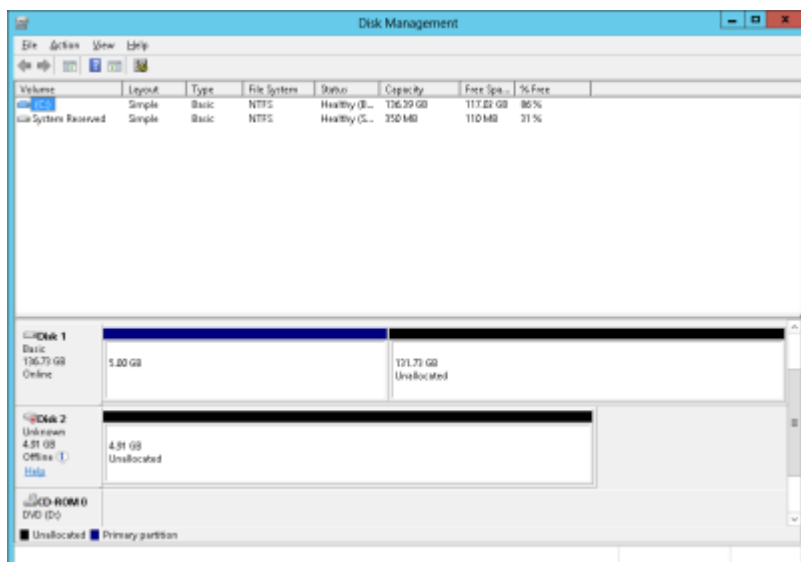 Disk Management
File Action View Help
Volume Layout Type File System Status Capacity Free Spa... % Free
(C:) Simple Basic NTFS Healthy (B... 136.39 GB 117.03 GB 86 %
System Reserved Simple Basic NTFS Healthy (S... 350 MB 110 MB 31 %
Disk 1
Basic
136.73 GB
Online
5.00 GB
131.73 GB
Unallocated
Disk 2
Unknown
4.91 GB
Offline
Help
4.91 GB
Unallocated
CD-ROM 0
DVD (D:)
Unallocated Primary partition